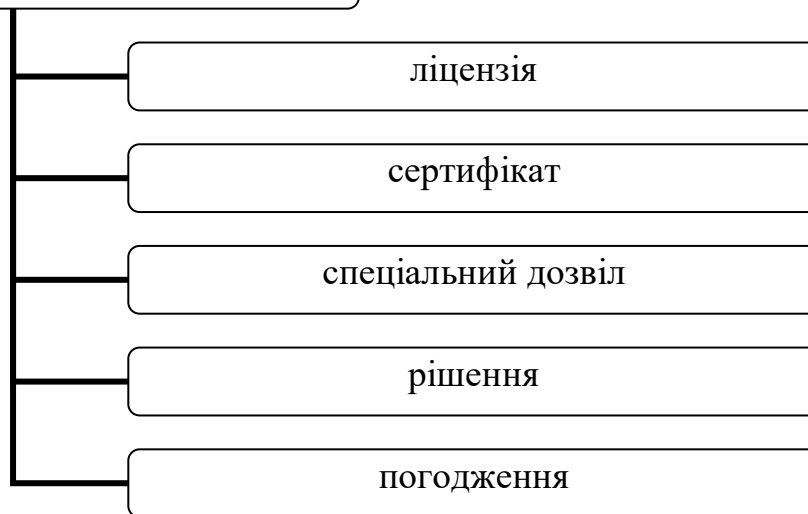 ліцензія
сертифікат
спеціальний дозвіл
рішення
погодження